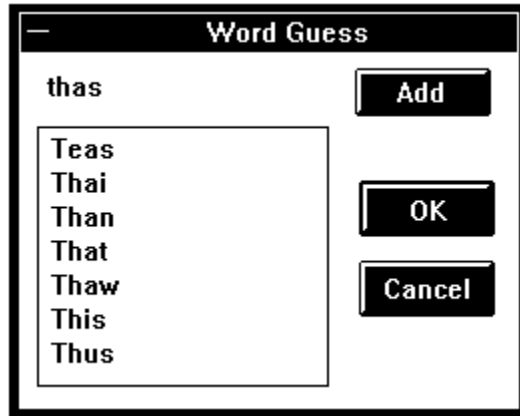 Word Guess
thas
Add
Teas
Thai
Than
That
Thaw
This
Thus
OK
Cancel